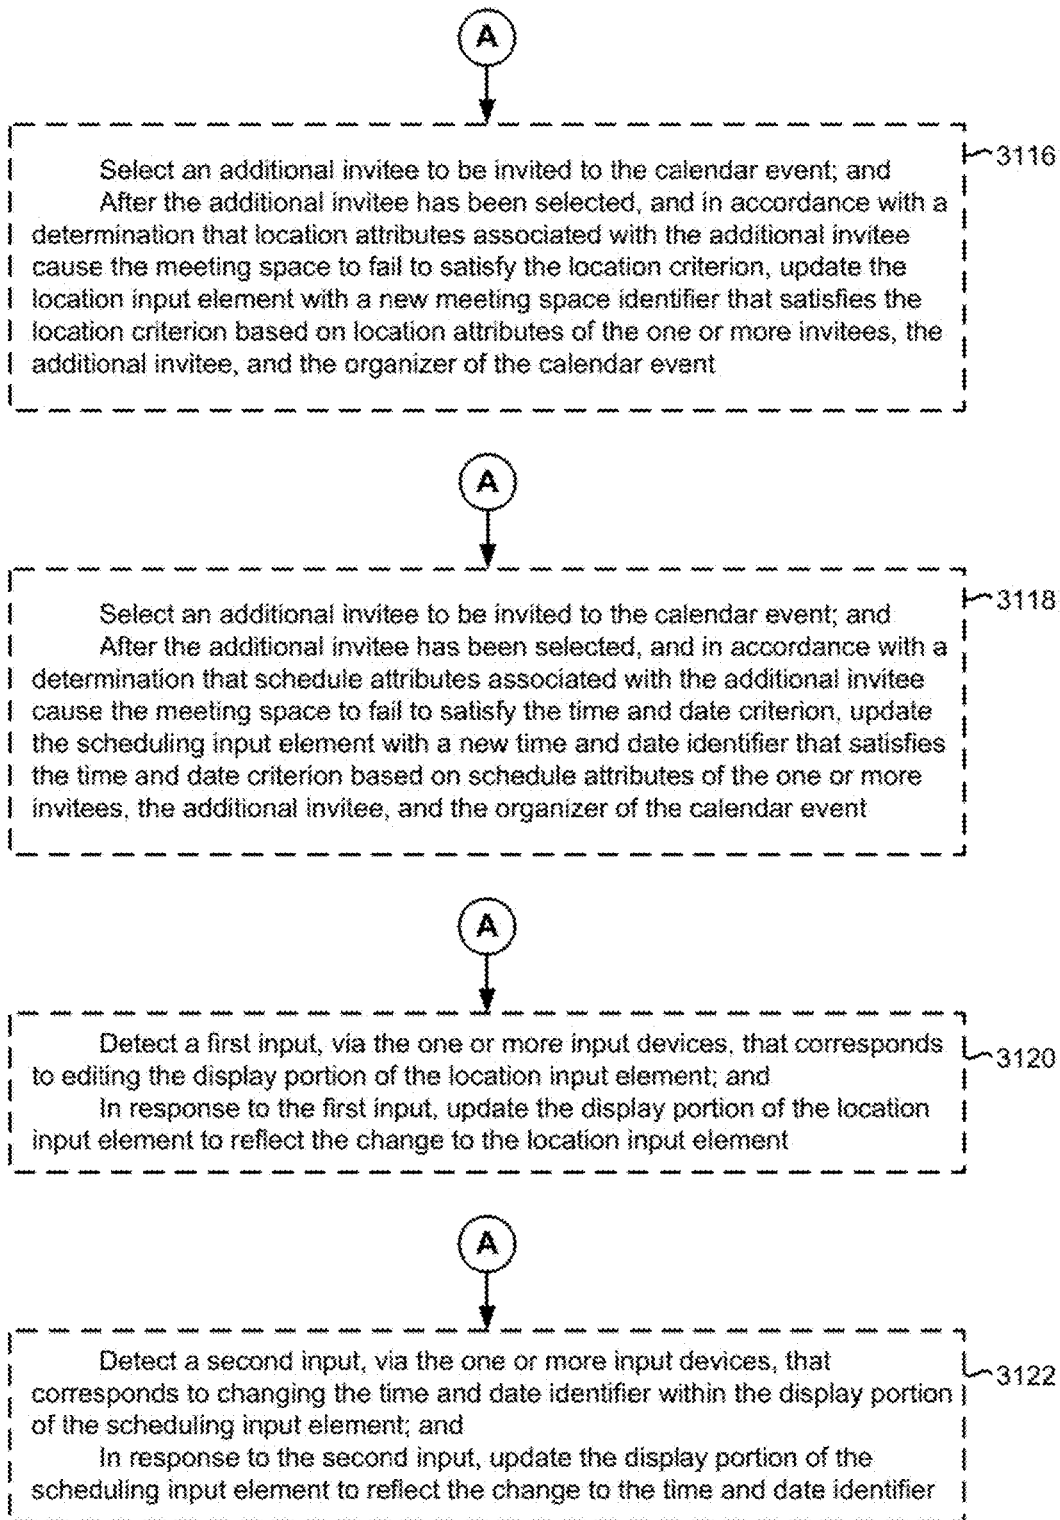 A
3116
Select an additional invitee to be invited to the calendar event; and
After the additional invitee has been selected, and in accordance with a
determination that location attributes associated with the additional invitee
cause the meeting space to fail to satisfy the location criterion, update the
location input element with a new meeting space identifier that satisfies the
location criterion based on location attributes of the one or more invitees, the
additional invitee, and the organizer of the calendar event
A
3118
Select an additional invitee to be invited to the calendar event; and
After the additional invitee has been selected, and in accordance with a
determination that schedule attributes associated with the additional invitee
cause the meeting space to fail to satisfy the time and date criterion, update
the scheduling input element with a new time and date identifier that satisfies
the time and date criterion based on schedule attributes of the one or more
invitees, the additional invitee, and the organizer of the calendar event
A
3120
Detect a first input, via the one or more input devices, that corresponds
to editing the display portion of the location input element; and
In response to the first input, update the display portion of the location
input element to reflect the change to the location input element
A
3122
Detect a second input, via the one or more input devices, that
corresponds to changing the time and date identifier within the display portion
of the scheduling input element; and
In response to the second input, update the display portion of the
scheduling input element to reflect the change to the time and date identifier